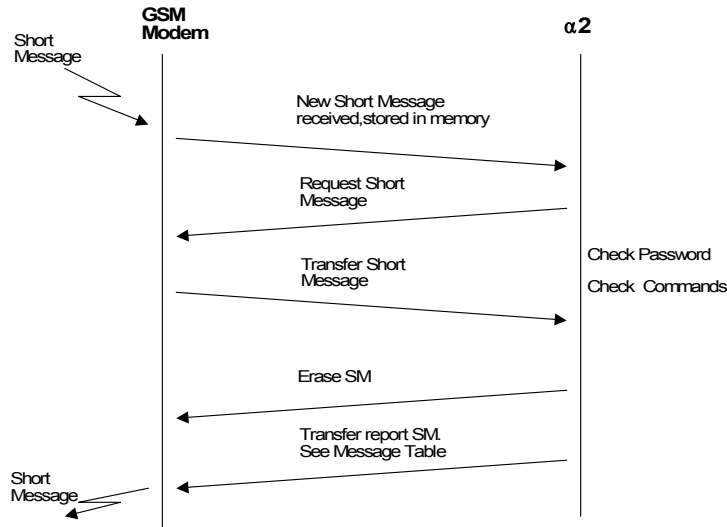 GSM
Modem
α2
Short
Message
New Short Message
received,stored in memory
Request Short
Message
Check Password
Transfer Short
Message
Check Commands
Erase SM
Transfer report SM.
See Message Table
Short
Message